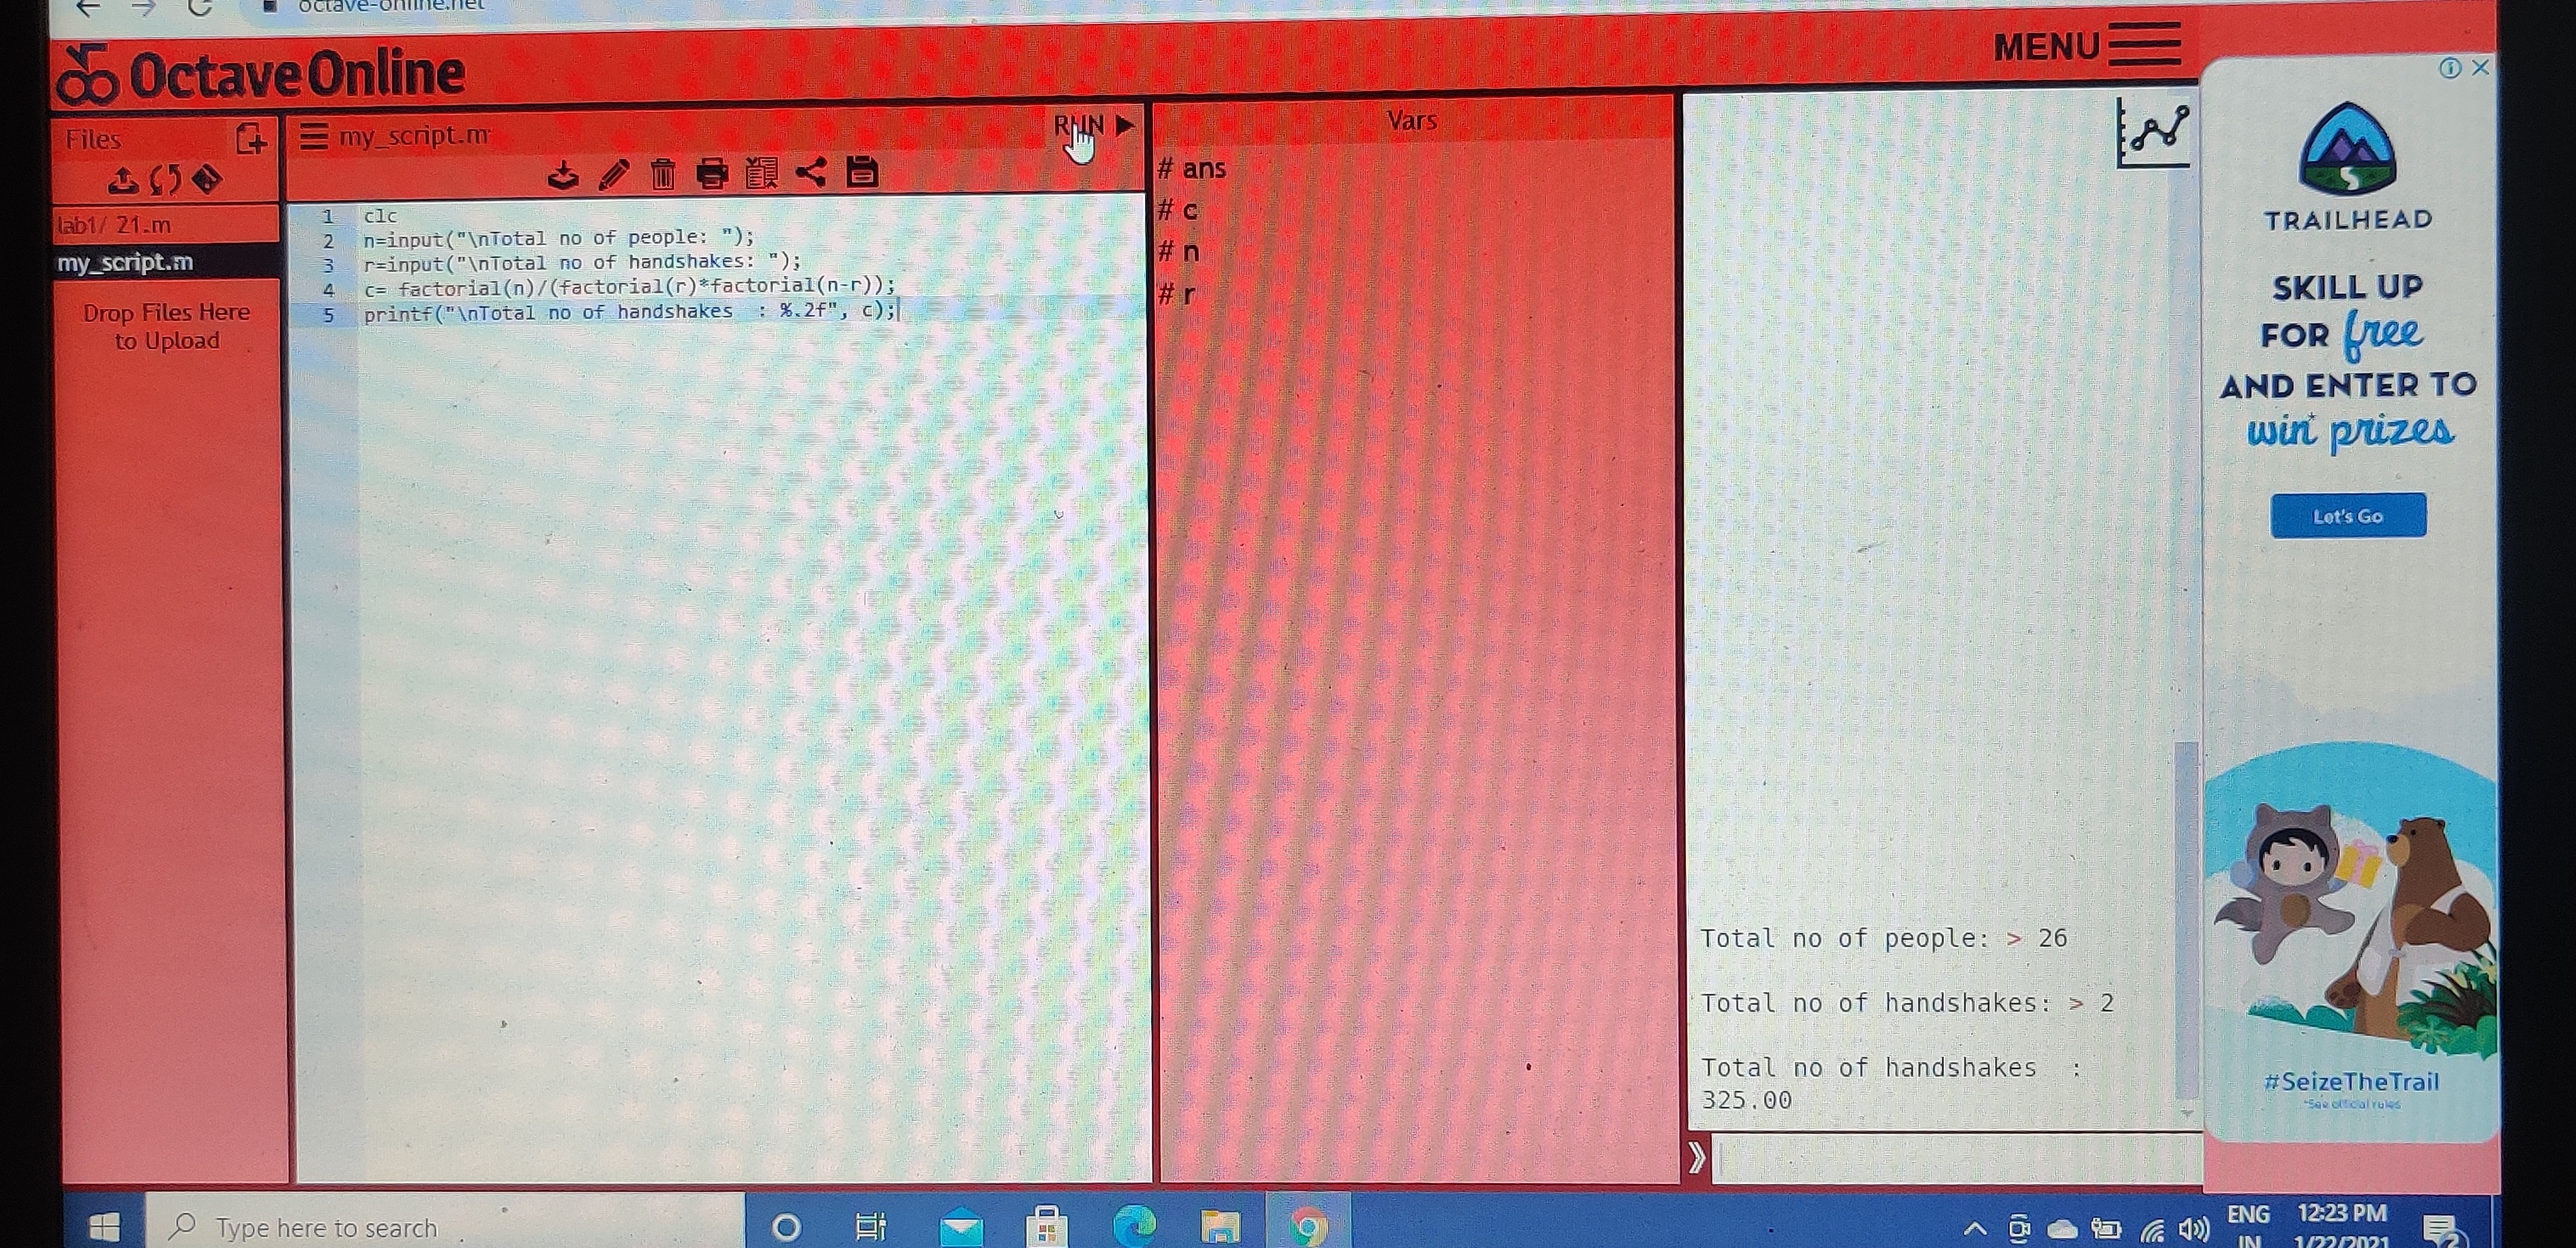 octave-online.net
Octave Online
MENU
Files
my_script.m
RUN
Vars
lab1/ 21.m
my_script.m
Drop Files Here
to Upload
1 clc
2 n=input("\nTotal no of people: ");
3 r=input("\nTotal no of handshakes: ");
4 c= factorial(n)/(factorial(r)*factorial(n-r));
5 printf("\nTotal no of handshakes  : %.2f", c);
# ans
# c
# n
# r
Total no of people: > 26
Total no of handshakes: > 2
Total no of handshakes  :
325.00
»
TRAILHEAD
SKILL UP
FOR free
AND ENTER TO
win* prizes
Let's Go
#SeizeTheTrail
*See official rules
Type here to search
ENG
IN
12:23 PM
1/22/2021
2